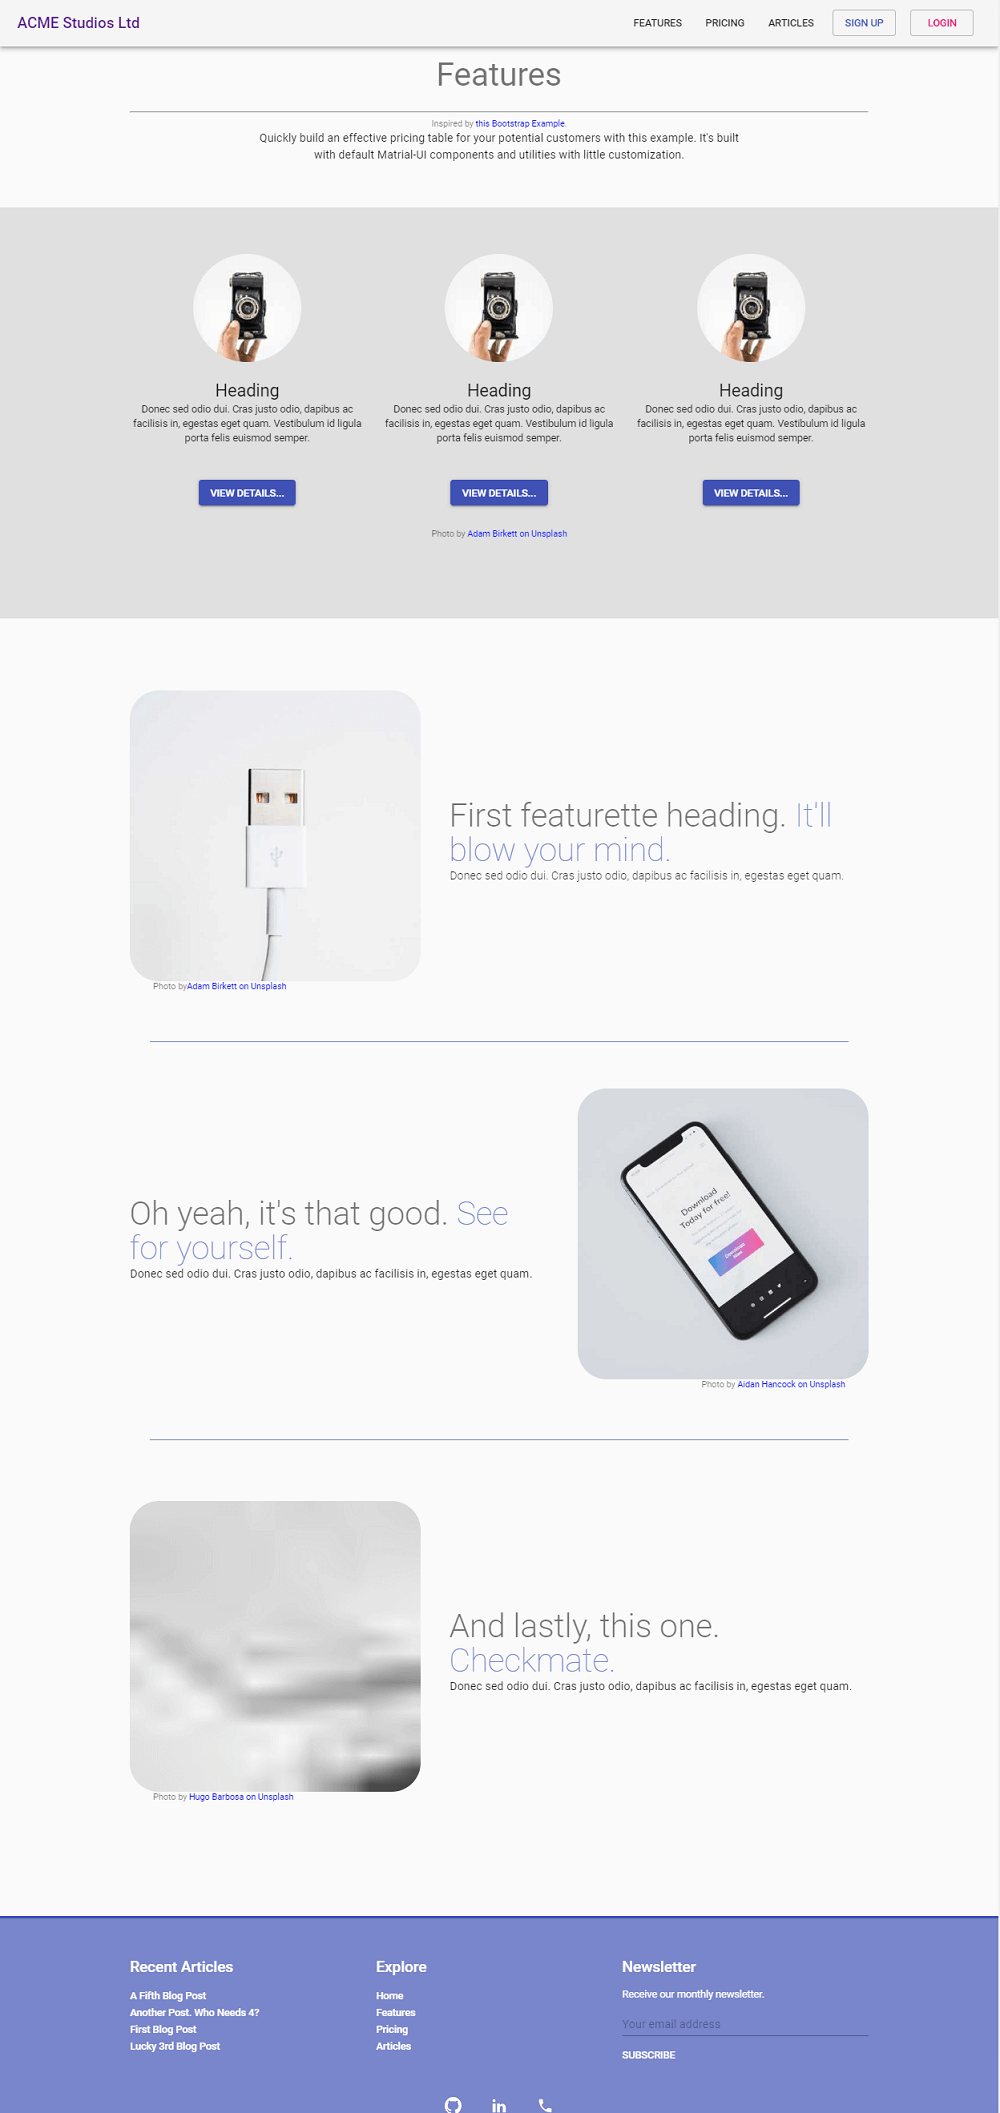 ACME Studios Ltd
FEATURES
PRICING
ARTICLES
SIGN UP
LOGIN
Features
Inspired by this Bootstrap Example.
Quickly build an effective pricing table for your potential customers with this example. It's built
with default Matrial-UI components and utilities with little customization.
Heading
Donec sed odio dui. Cras justo odio, dapibus ac
facilisis in, egestas eget quam. Vestibulum id ligula
porta felis euismod semper.
VIEW DETAILS...
Heading
Donec sed odio dui. Cras justo odio, dapibus ac
facilisis in, egestas eget quam. Vestibulum id ligula
porta felis euismod semper.
VIEW DETAILS...
Heading
Donec sed odio dui. Cras justo odio, dapibus ac
facilisis in, egestas eget quam. Vestibulum id ligula
porta felis euismod semper.
VIEW DETAILS...
Photo by Adam Birkett on Unsplash
First featurette heading. It'll
blow your mind.
Donec sed odio dui. Cras justo odio, dapibus ac facilisis in, egestas eget quam.
Photo byAdam Birkett on Unsplash
Oh yeah, it's that good. See
for yourself.
Donec sed odio dui. Cras justo odio, dapibus ac facilisis in, egestas eget quam.
Download
Today for free!
Download
Now
Photo by Aidan Hancock on Unsplash
And lastly, this one.
Checkmate.
Donec sed odio dui. Cras justo odio, dapibus ac facilisis in, egestas eget quam.
Photo by Hugo Barbosa on Unsplash
Recent Articles
A Fifth Blog Post
Another Post. Who Needs 4?
First Blog Post
Lucky 3rd Blog Post
Explore
Home
Features
Pricing
Articles
Newsletter
Receive our monthly newsletter.
Your email address
SUBSCRIBE
in